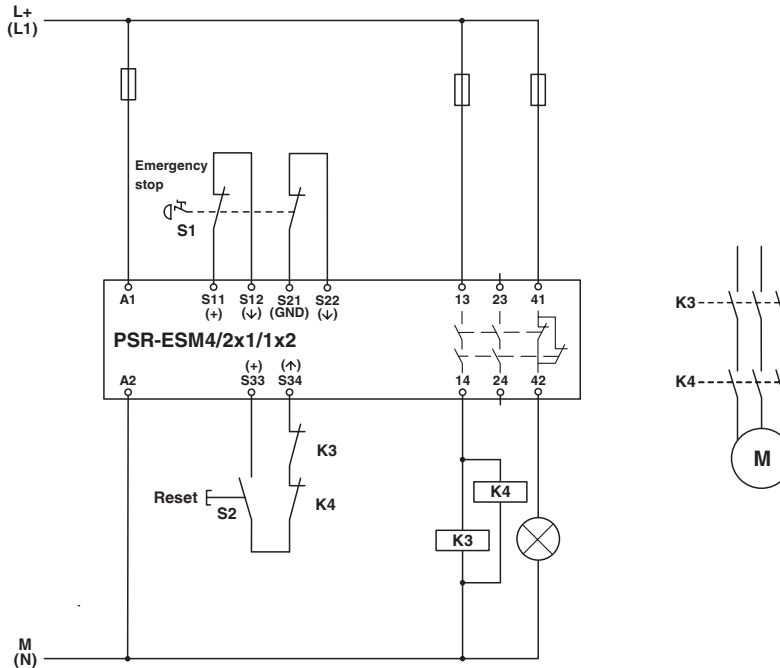 L+
(L1)
Emergency
stop
S1
A1
S11
(+)
S12
(↓)
S21
(GND)
S22
(↓)
13
23
41
PSR-ESM4/2x1/1x2
A2
(+)
S33
(↑)
S34
14
24
42
K3
K4
Reset
S2
K4
K3
K3
K4
M
M
(N)